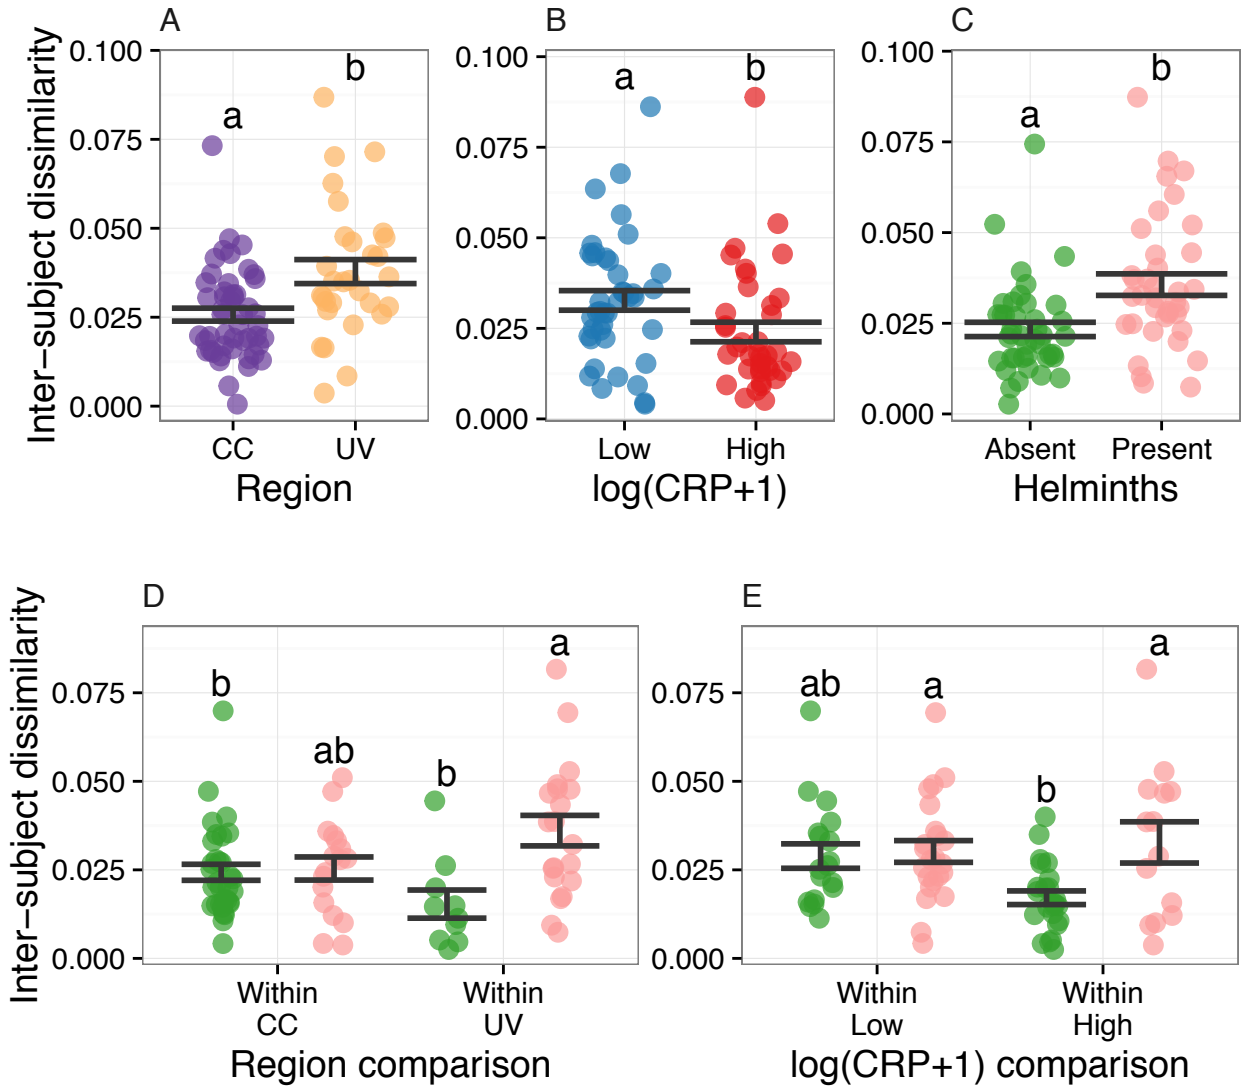 A
B
C
Inter−subject dissimilarity
0.100
0.075
0.050
0.025
0.000
a
b
CC
UV
Region
0.100
0.075
0.050
0.025
0.000
a
b
Low
High
log(CRP+1)
0.100
0.075
0.050
0.025
0.000
a
b
Absent
Present
Helminths
D
E
Inter−subject dissimilarity
0.075
0.050
0.025
0.000
b
ab
b
a
Within
CC
Within
UV
Region comparison
0.075
0.050
0.025
0.000
ab
a
b
a
Within
Low
Within
High
log(CRP+1) comparison